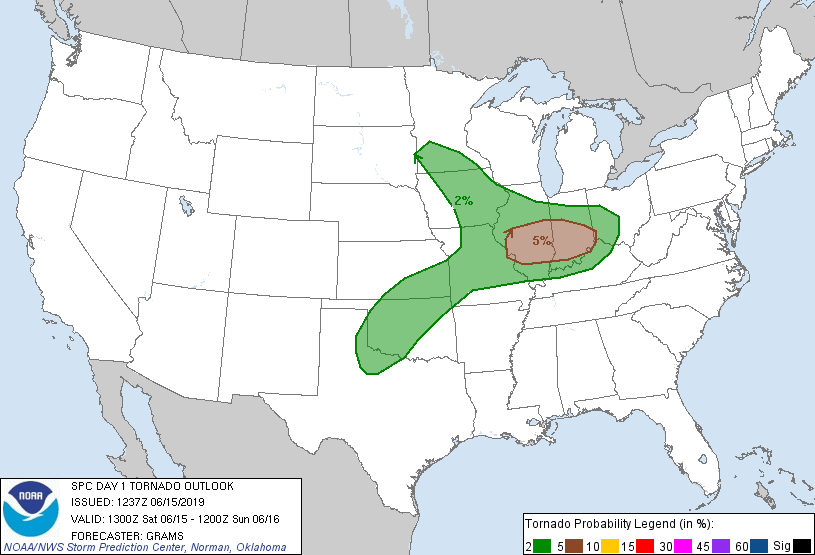 2%
5%
NOAA
SPC DAY 1 TORNADO OUTLOOK
ISSUED: 1237Z 06/15/2019
VALID: 1300Z Sat 06/15 - 1200Z Sun 06/16
FORECASTER: GRAMS
NOAA/NWS Storm Prediction Center, Norman, Oklahoma
Tornado Probability Legend (in %):
2 5 10 15 30 45 60 Sig